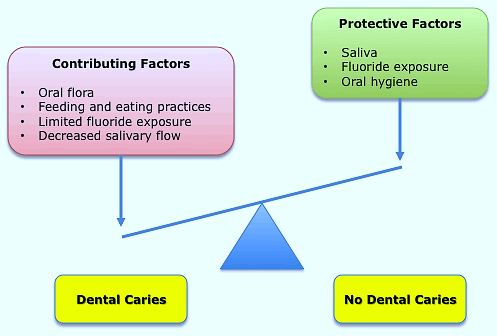 Protective Factors
• Saliva
• Fluoride exposure
• Oral hygiene
Contributing Factors
• Oral flora
• Feeding and eating practices
• Limited fluoride exposure
• Decreased salivary flow
Dental Caries
No Dental Caries